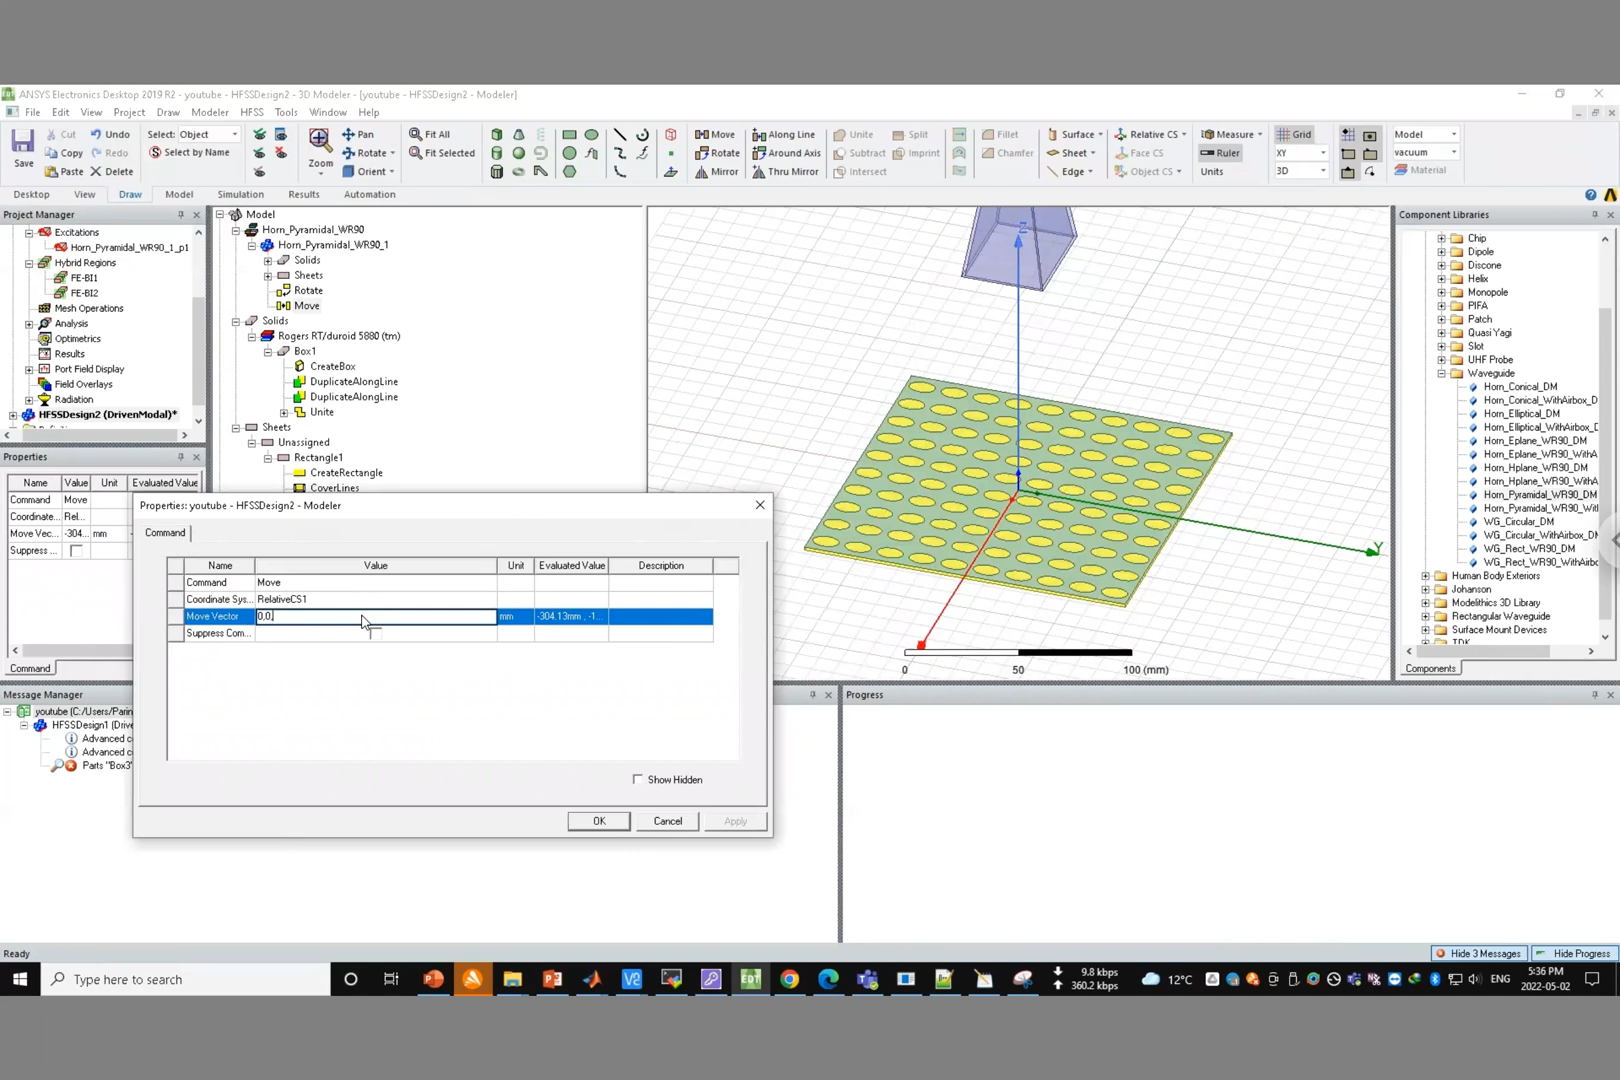 ANSYS Electronics Desktop 2019 R2 - youtube - HFSSDesign2 - 3D Modeler - [youtube - HFSSDesign2 - Modeler]
File Edit View Project Draw Modeler HFSS Tools Window Help
Save
Cut
Copy
Paste
Undo
Redo
Delete
Select: Object
Select by Name
Zoom
Pan
Rotate
Orient
Fit All
Fit Selected
Move
Rotate
Mirror
Along Line
Around Axis
Thru Mirror
Unite
Subtract
Intersect
Split
Imprint
Fillet
Chamfer
Surface
Sheet
Edge
Relative CS
Face CS
Object CS
Measure
Ruler
Units
Grid
XY
3D
Model
vacuum
Material
Desktop View Draw Model Simulation Results Automation
Project Manager
Excitations
Horn_Pyramidal_WR90_1_p1
Hybrid Regions
FE-BI1
FE-BI2
Mesh Operations
Analysis
Optimetrics
Results
Port Field Display
Field Overlays
Radiation
HFSSDesign2 (DrivenModal)*
Properties
Name Value Unit Evaluated Value
Command Move
Coordinate... Rel...
Move Vec... -304... mm
Suppress ...
Command
Model
Horn_Pyramidal_WR90
Horn_Pyramidal_WR90_1
Solids
Sheets
Rotate
Move
Solids
Rogers RT/duroid 5880 (tm)
Box1
CreateBox
DuplicateAlongLine
DuplicateAlongLine
Unite
Sheets
Unassigned
Rectangle1
CreateRectangle
CoverLines
Z
Y
0 50 100 (mm)
Properties: youtube - HFSSDesign2 - Modeler
Command
Name Value Unit Evaluated Value Description
Command Move
Coordinate Sys... RelativeCS1
Move Vector 0,0, mm -304.13mm , -1...
Suppress Com...
Show Hidden
OK Cancel Apply
Component Libraries
Chip
Dipole
Discone
Helix
Monopole
PIFA
Patch
Quasi Yagi
Slot
UHF Probe
Waveguide
Horn_Conical_DM
Horn_Conical_WithAirbox_D
Horn_Elliptical_DM
Horn_Elliptical_WithAirbox_
Horn_Eplane_WR90_DM
Horn_Eplane_WR90_WithA
Horn_Hplane_WR90_DM
Horn_Hplane_WR90_WithA
Horn_Pyramidal_WR90_DM
Horn_Pyramidal_WR90_Wit
WG_Circular_DM
WG_Circular_WithAirbox_D
WG_Rect_WR90_DM
WG_Rect_WR90_WithAirbo
Human Body Exteriors
Johanson
Modelithics 3D Library
Rectangular Waveguide
Surface Mount Devices
TDK
Components
Message Manager
youtube (C:/Users/Parin
HFSSDesign1 (Drive
Advanced c
Advanced c
Parts "Box3"
Progress
Ready
Hide 3 Messages Hide Progress
Type here to search
9.8 kbps
360.2 kbps
12°C
ENG
5:36 PM
2022-05-02